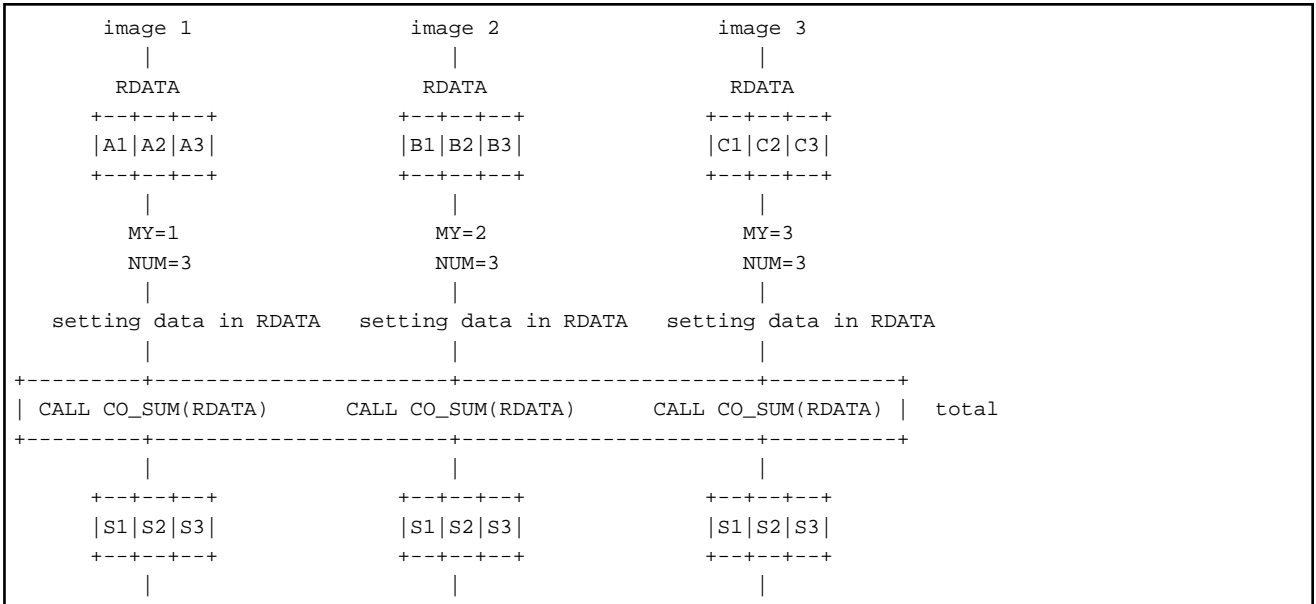 image 1 image 2 image 3
| | |
RDATA RDATA RDATA
+--+--+--+ +--+--+--+ +--+--+--+
|A1|A2|A3| |B1|B2|B3| |C1|C2|C3|
+--+--+--+ +--+--+--+ +--+--+--+
| | |
MY=1 MY=2 MY=3
NUM=3 NUM=3 NUM=3
| | |
setting data in RDATA setting data in RDATA setting data in RDATA
| | |
+---------+-----------------------+-----------------------+----------+
| CALL CO_SUM(RDATA) CALL CO_SUM(RDATA) CALL CO_SUM(RDATA) | total
+---------+-----------------------+-----------------------+----------+
| | |
+--+--+--+ +--+--+--+ +--+--+--+
|S1|S2|S3| |S1|S2|S3| |S1|S2|S3|
+--+--+--+ +--+--+--+ +--+--+--+
| | |